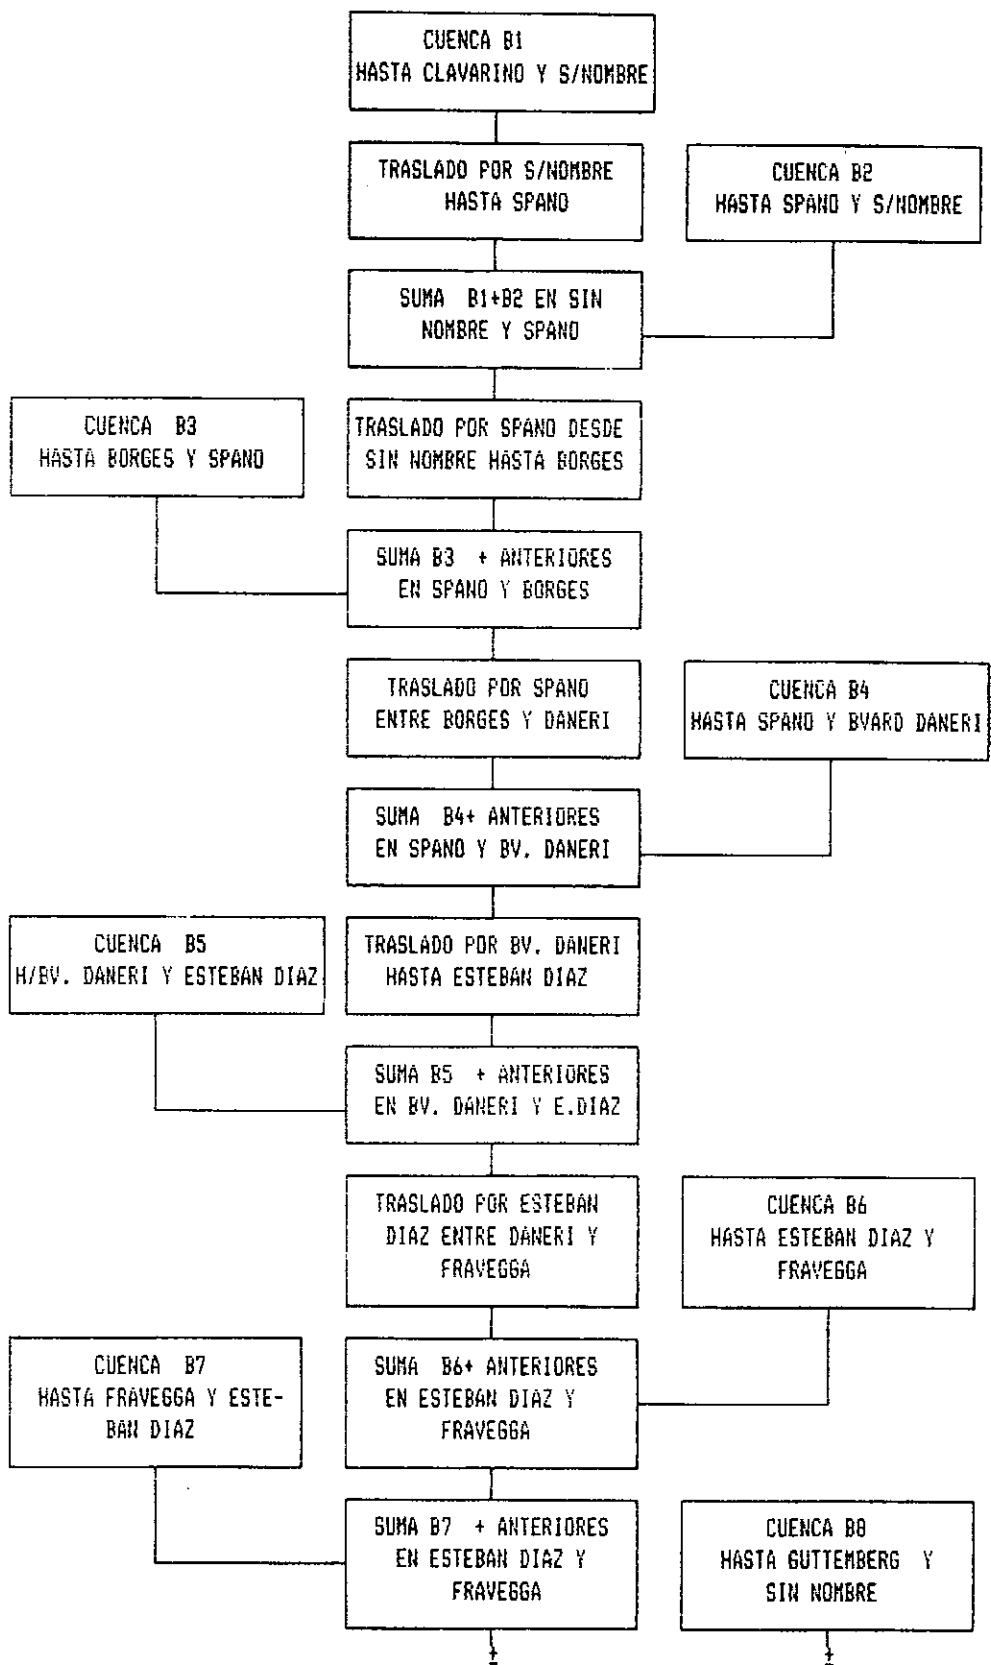 CUENCA B1
HASTA CLAVARINO Y S/NOMBRE
TRASLADO POR S/NOMBRE
HASTA SPANO
CUENCA B2
HASTA SPANO Y S/NOMBRE
SUMA B1+B2 EN SIN
NOMBRE Y SPANO
CUENCA B3
HASTA BORGES Y SPANO
TRASLADO POR SPANO DESDE
SIN NOMBRE HASTA BORGES
SUMA B3 + ANTERIORES
EN SPANO Y BORGES
TRASLADO POR SPANO
ENTRE BORGES Y DANERI
CUENCA B4
HASTA SPANO Y BVARD DANERI
SUMA B4+ ANTERIORES
EN SPANO Y BV. DANERI
CUENCA B5
H/BV. DANERI Y ESTEBAN DIAZ
TRASLADO POR BV. DANERI
HASTA ESTEBAN DIAZ
SUMA B5 + ANTERIORES
EN BV. DANERI Y E.DIAZ
TRASLADO POR ESTEBAN
DIAZ ENTRE DANERI Y
FRAVEGGA
CUENCA B6
HASTA ESTEBAN DIAZ Y
FRAVEGGA
CUENCA B7
HASTA FRAVEGGA Y ESTE-
BAN DIAZ
SUMA B6+ ANTERIORES
EN ESTEBAN DIAZ Y
FRAVEGGA
SUMA B7 + ANTERIORES
EN ESTEBAN DIAZ Y
FRAVEGGA
CUENCA B8
HASTA GUTTEMBERG Y
SIN NOMBRE